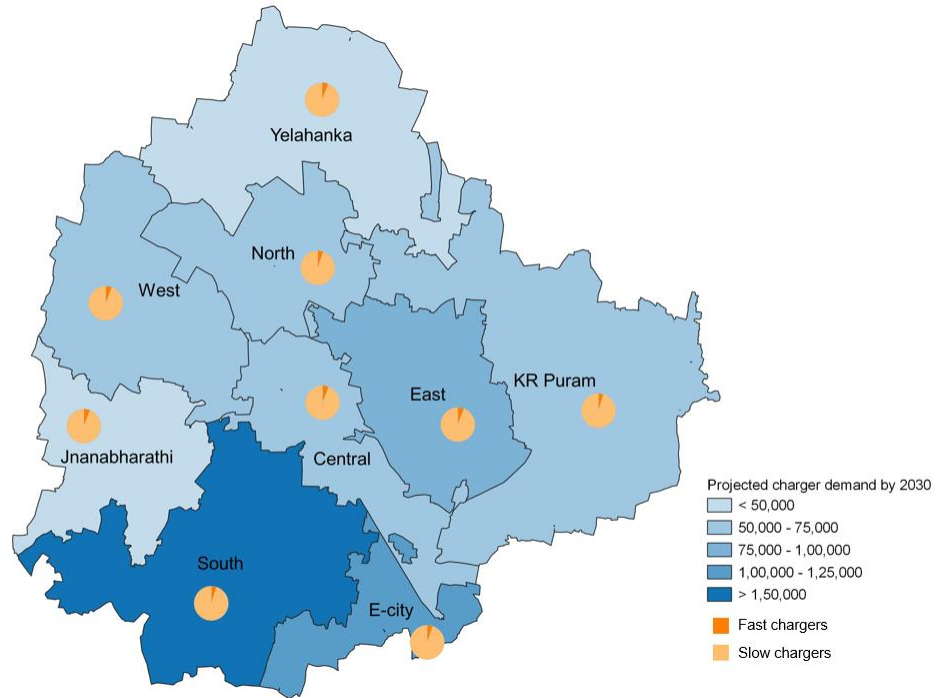 Yelahanka
North
West
KR Puram
East
Jnanabharathi
Central
South
E-city
Projected charger demand by 2030
< 50,000
50,000 - 75,000
75,000 - 1,00,000
1,00,000 - 1,25,000
> 1,50,000
Fast chargers
Slow chargers